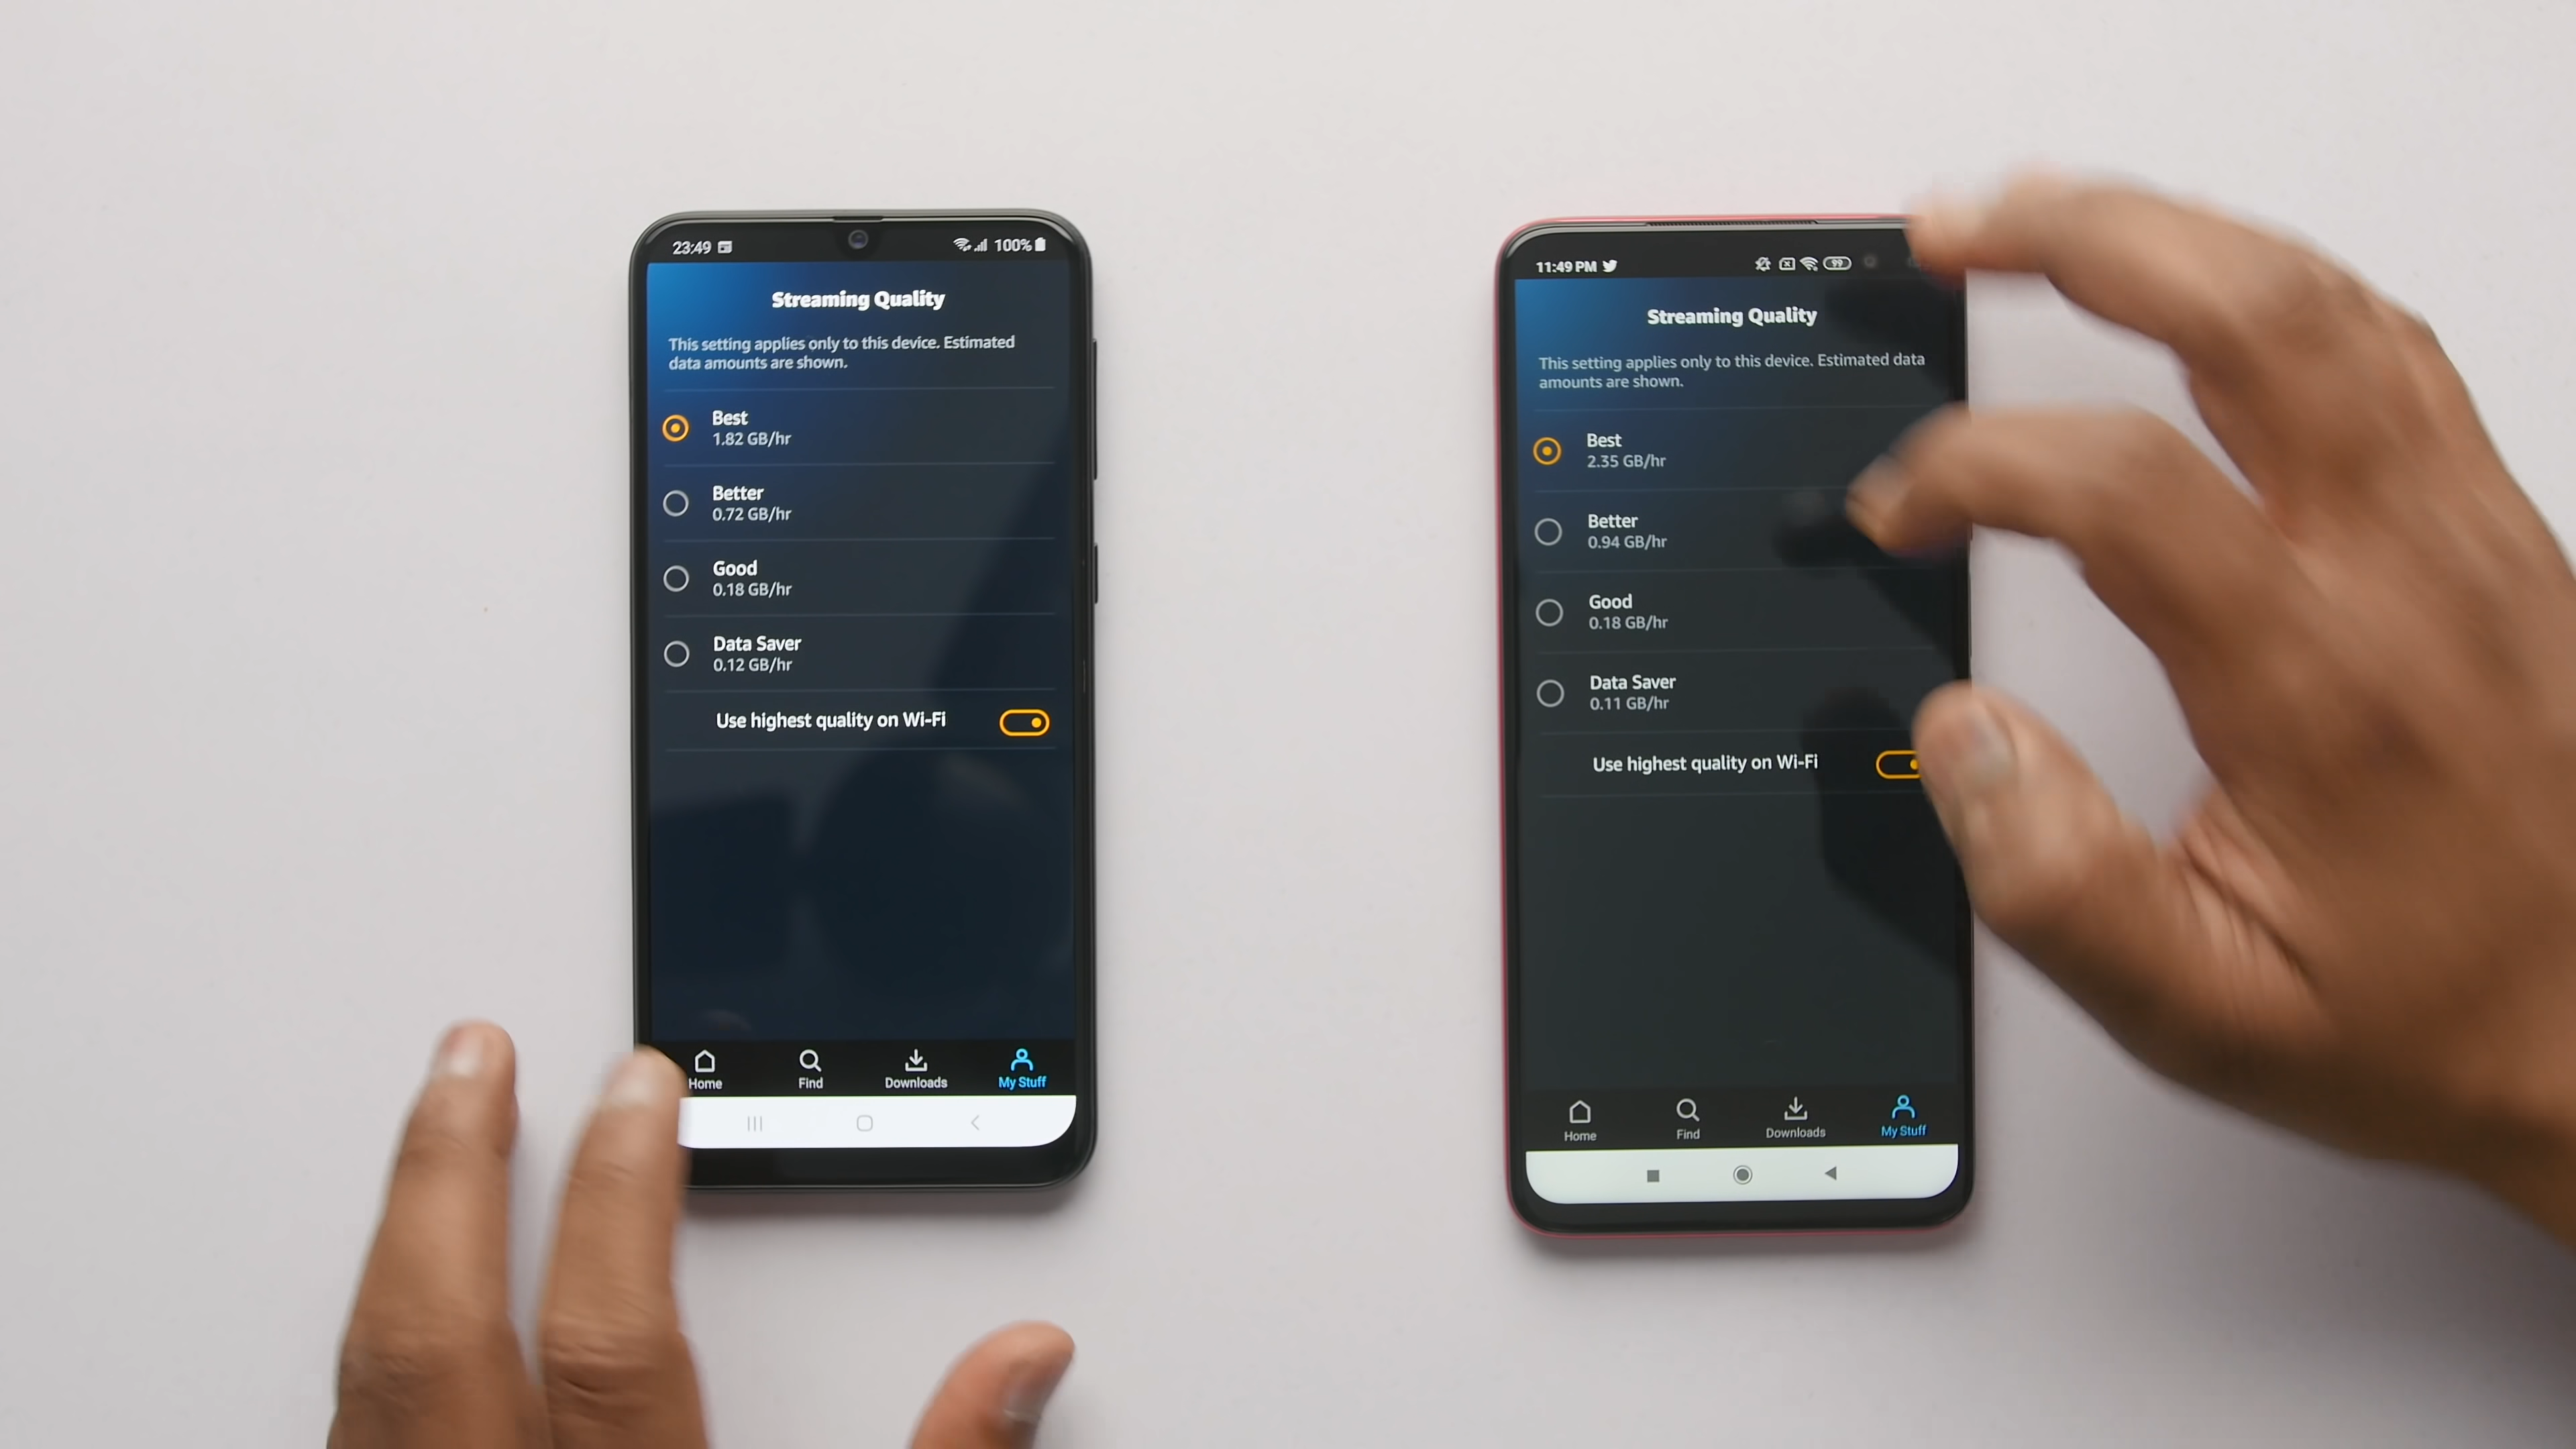 23:49
100%
Streaming Quality
This setting applies only to this device. Estimated
data amounts are shown.
Best
1.82 GB/hr
Better
0.72 GB/hr
Good
0.18 GB/hr
Data Saver
0.12 GB/hr
Use highest quality on Wi-Fi
Home
Find
Downloads
My Stuff
11:49 PM
99
Streaming Quality
This setting applies only to this device. Estimated data
amounts are shown.
Best
2.35 GB/hr
Better
0.94 GB/hr
Good
0.18 GB/hr
Data Saver
0.11 GB/hr
Use highest quality on Wi-Fi
Home
Find
Downloads
My Stuff